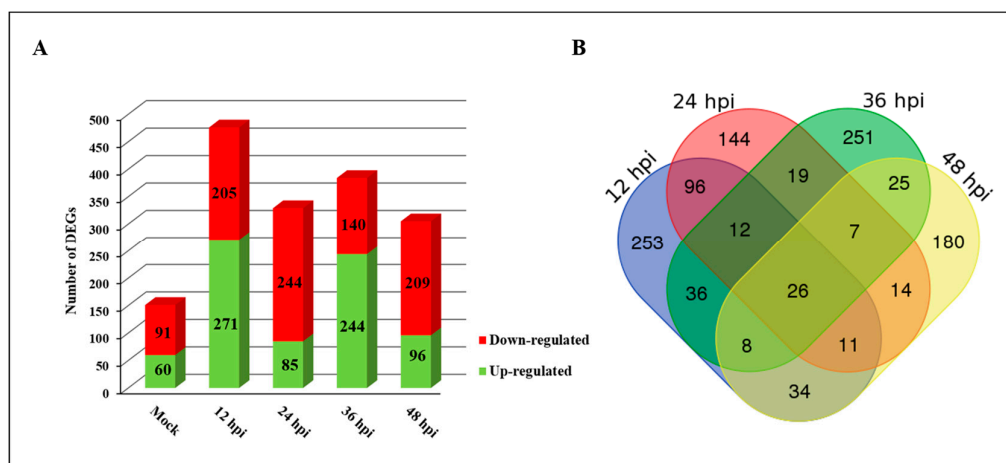 A
Number of DEGs
500
450
400
350
300
250
200
150
100
50
0
91
60
205
271
244
85
140
244
209
96
Mock
12 hpi
24 hpi
36 hpi
48 hpi
Down-regulated
Up-regulated
B
24 hpi
36 hpi
12 hpi
48 hpi
144
251
96
19
25
253
12
7
180
36
26
14
8
11
34